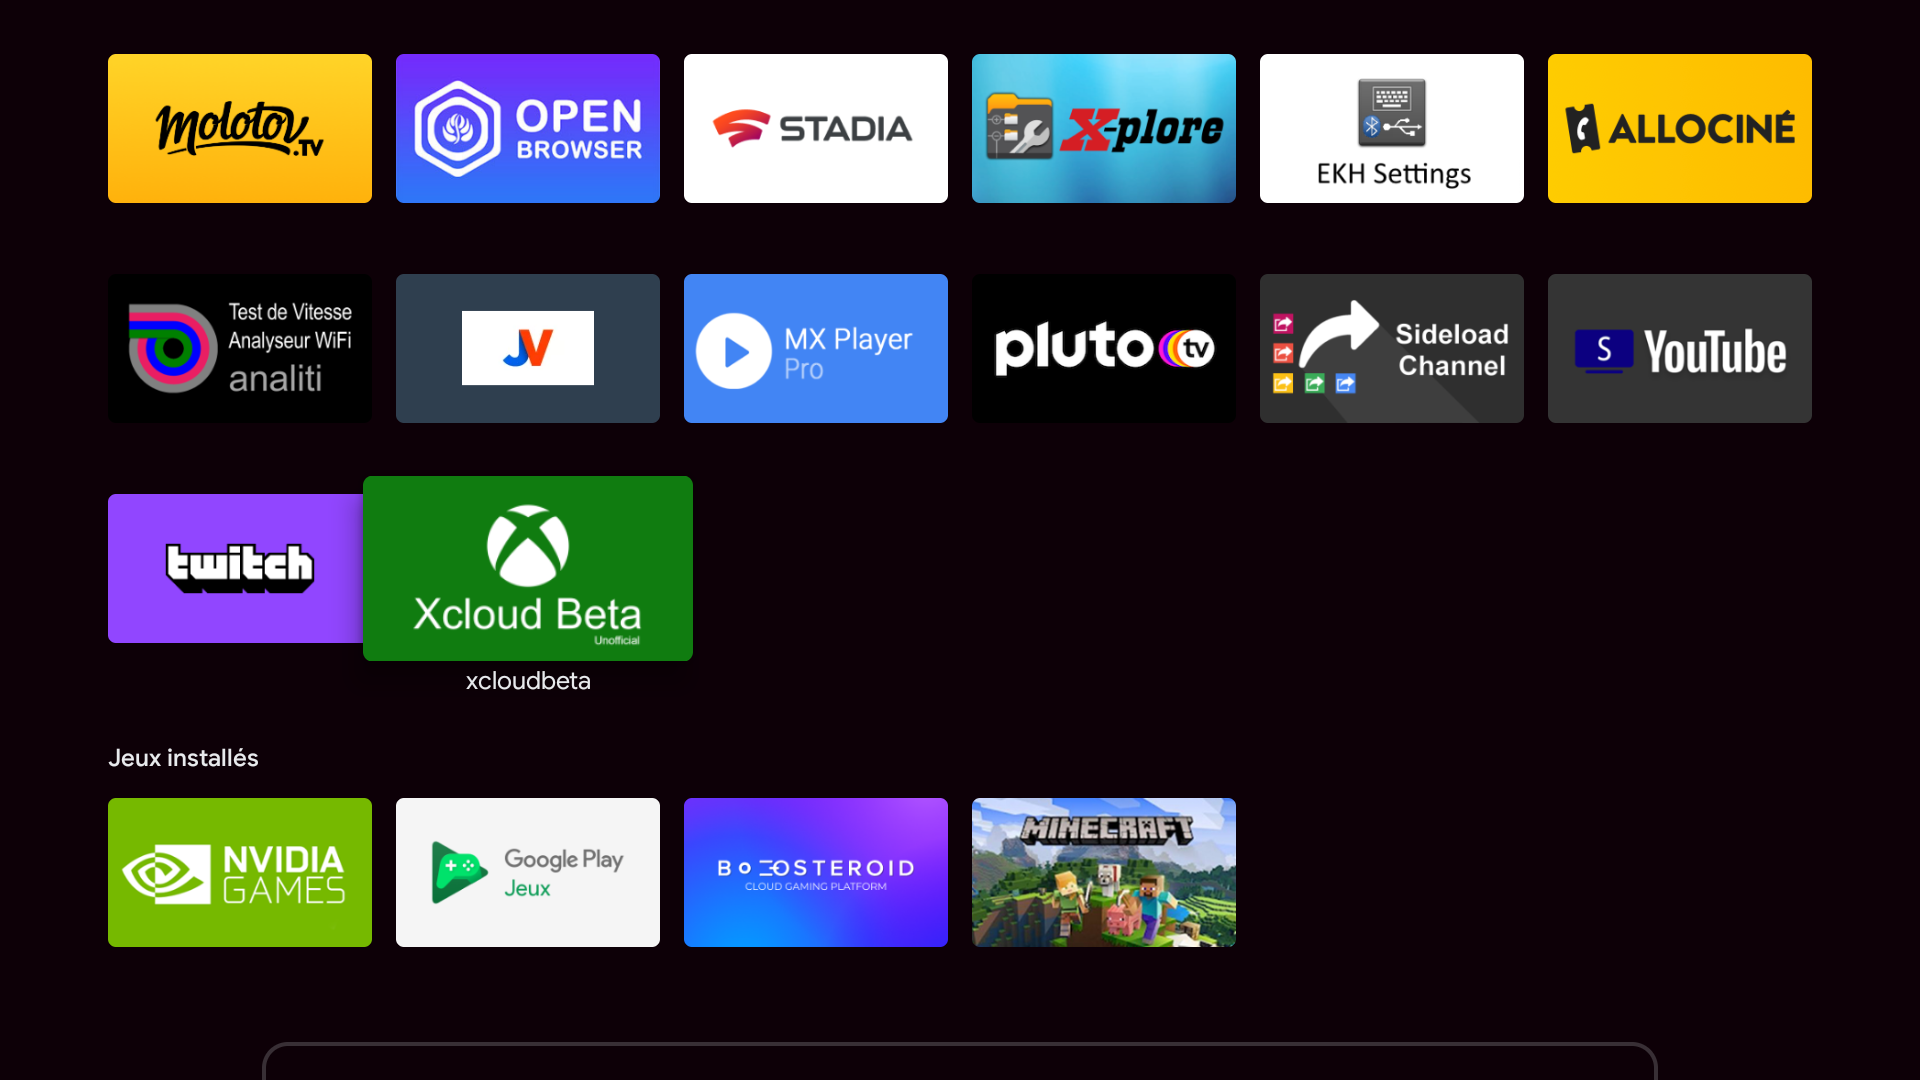 molotov.TV
OPEN
BROWSER
STADIA
X-plore
EKH Settings
ALLOCINÉ
Test de Vitesse
Analyseur WiFi
analiti
JV
MX Player
Pro
pluto tv
Sideload
Channel
S YouTube
twitch
Xcloud Beta
Unofficial
xcloudbeta
Jeux installés
NVIDIA
GAMES
Google Play
Jeux
BOOSTEROID
CLOUD GAMING PLATFORM
MINECRAFT